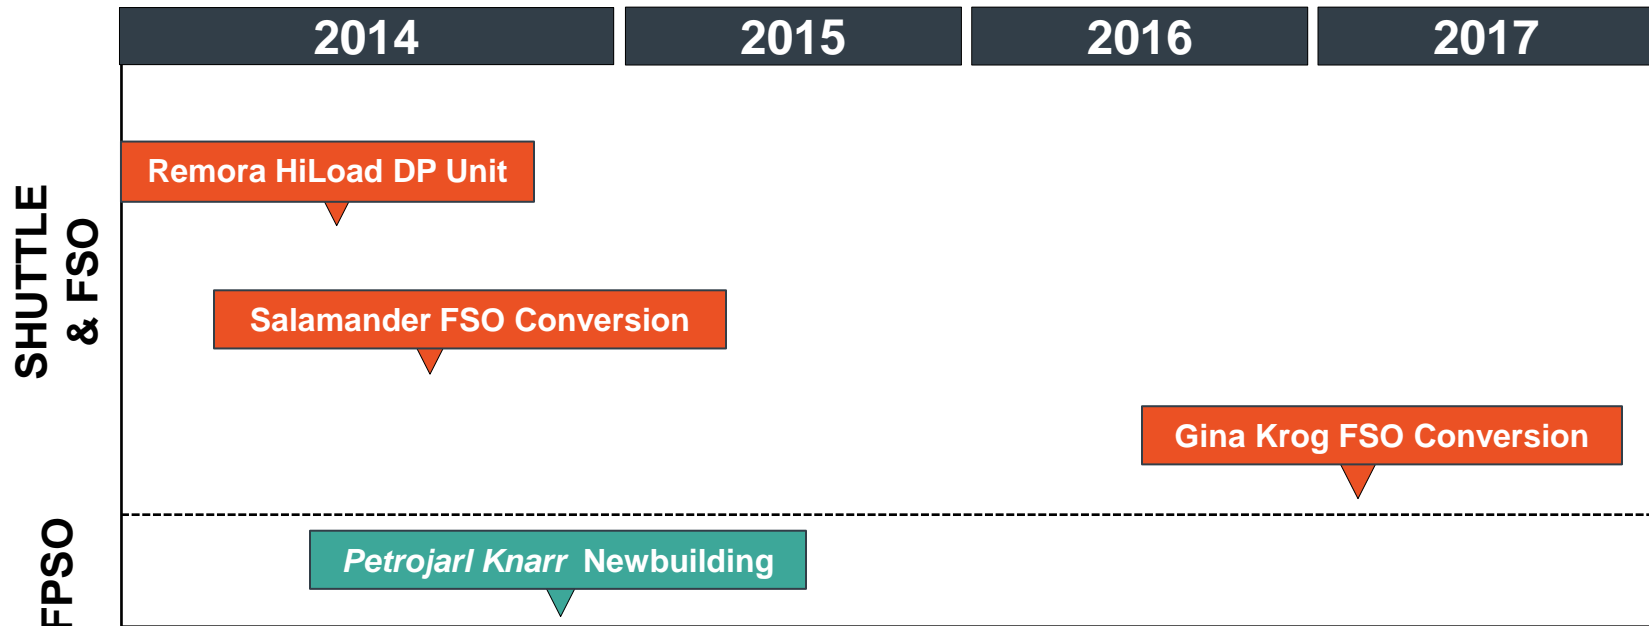 2014 2015 2016 2017
SHUTTLE
& FSO
Remora HiLoad DP Unit
Salamander FSO Conversion
Gina Krog FSO Conversion
FPSO
Petrojarl Knarr Newbuilding